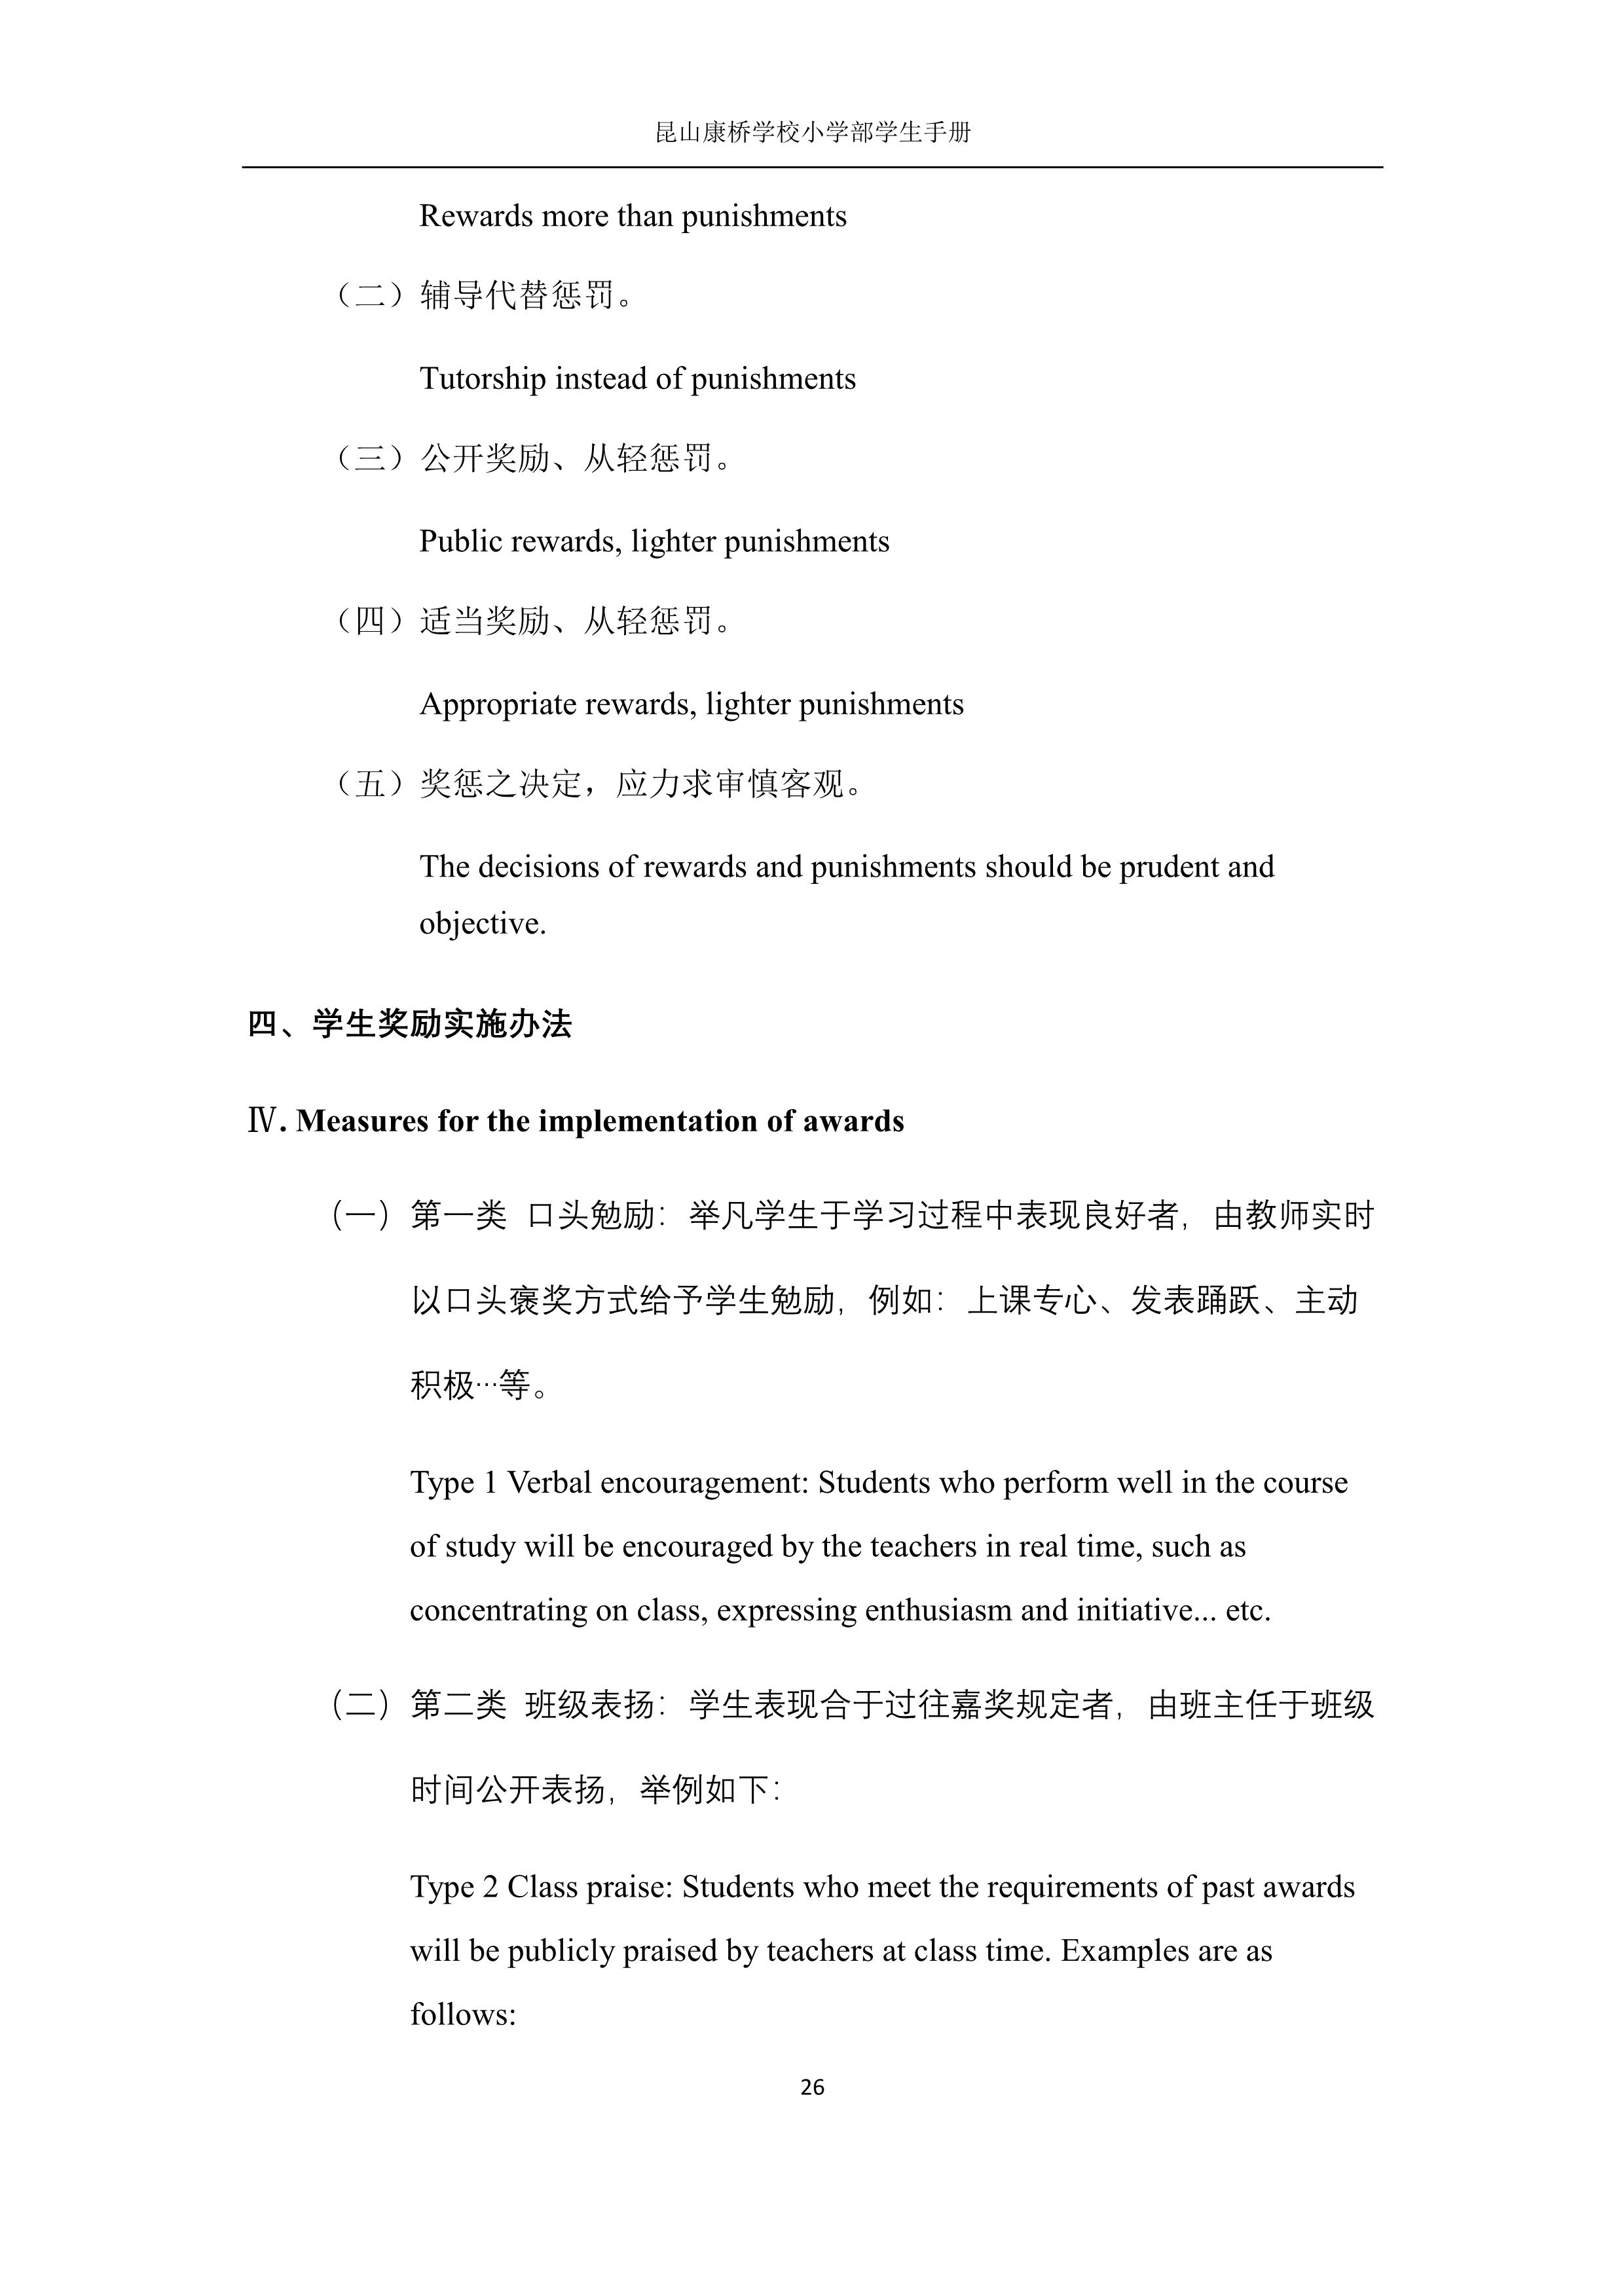 昆山康桥学校小学部学生手册
Rewards more than punishments
（二）辅导代替惩罚。
Tutorship instead of punishments
（三）公开奖励、从轻惩罚。
Public rewards, lighter punishments
（四）适当奖励、从轻惩罚。
Appropriate rewards, lighter punishments
（五）奖惩之决定，应力求审慎客观。
The decisions of rewards and punishments should be prudent and
objective.
四、学生奖励实施办法
Ⅳ. Measures for the implementation of awards
（一）第一类 口头勉励：举凡学生于学习过程中表现良好者，由教师实时
以口头褒奖方式给予学生勉励，例如：上课专心、发表踊跃、主动
积极…等。
Type 1 Verbal encouragement: Students who perform well in the course
of study will be encouraged by the teachers in real time, such as
concentrating on class, expressing enthusiasm and initiative... etc.
（二）第二类 班级表扬：学生表现合于过往嘉奖规定者，由班主任于班级
时间公开表扬，举例如下：
Type 2 Class praise: Students who meet the requirements of past awards
will be publicly praised by teachers at class time. Examples are as
follows:
26